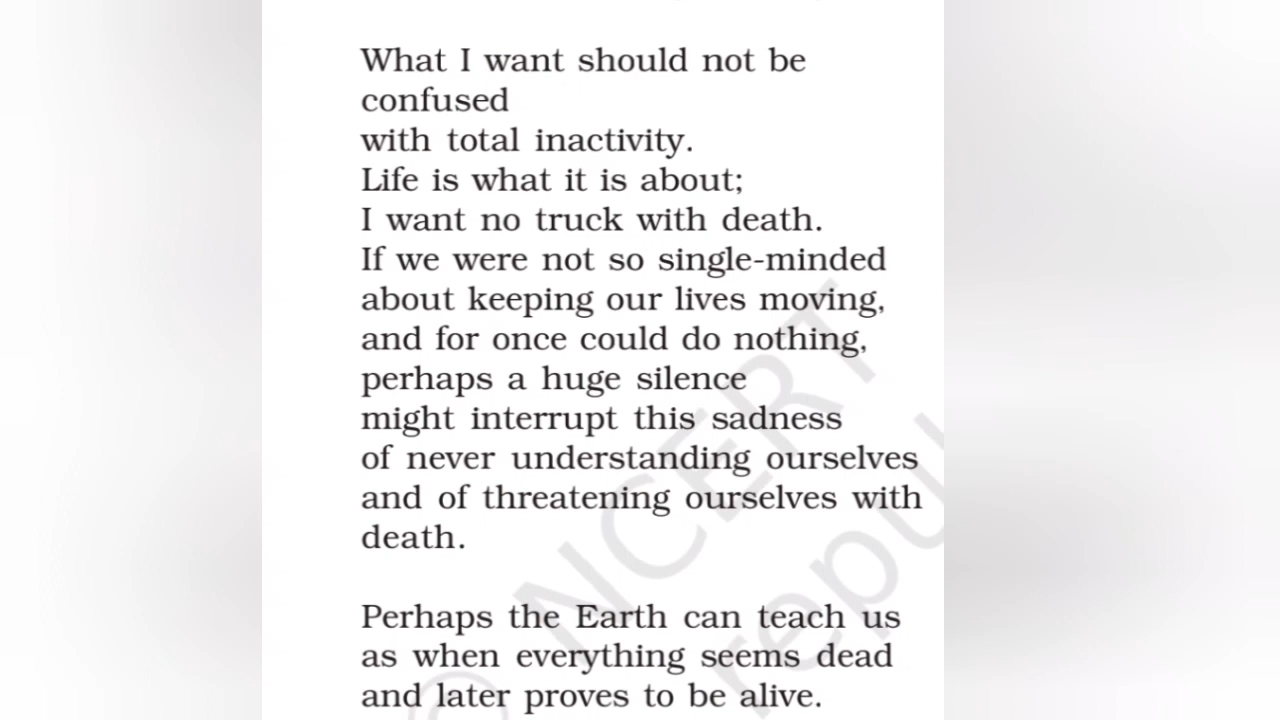 What I want should not be
confused
with total inactivity.
Life is what it is about;
I want no truck with death.
If we were not so single-minded
about keeping our lives moving,
and for once could do nothing,
perhaps a huge silence
might interrupt this sadness
of never understanding ourselves
and of threatening ourselves with
death.
Perhaps the Earth can teach us
as when everything seems dead
and later proves to be alive.
© NCERT
repu